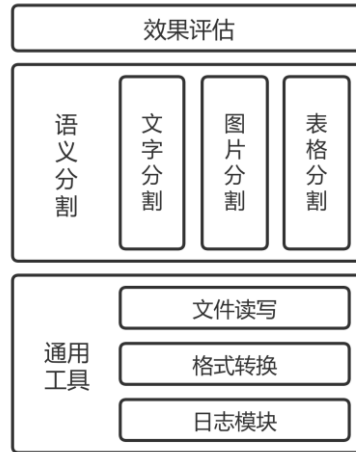 效果评估
语义分割
文字分割
图片分割
表格分割
通用
工具
文件读写
格式转换
日志模块